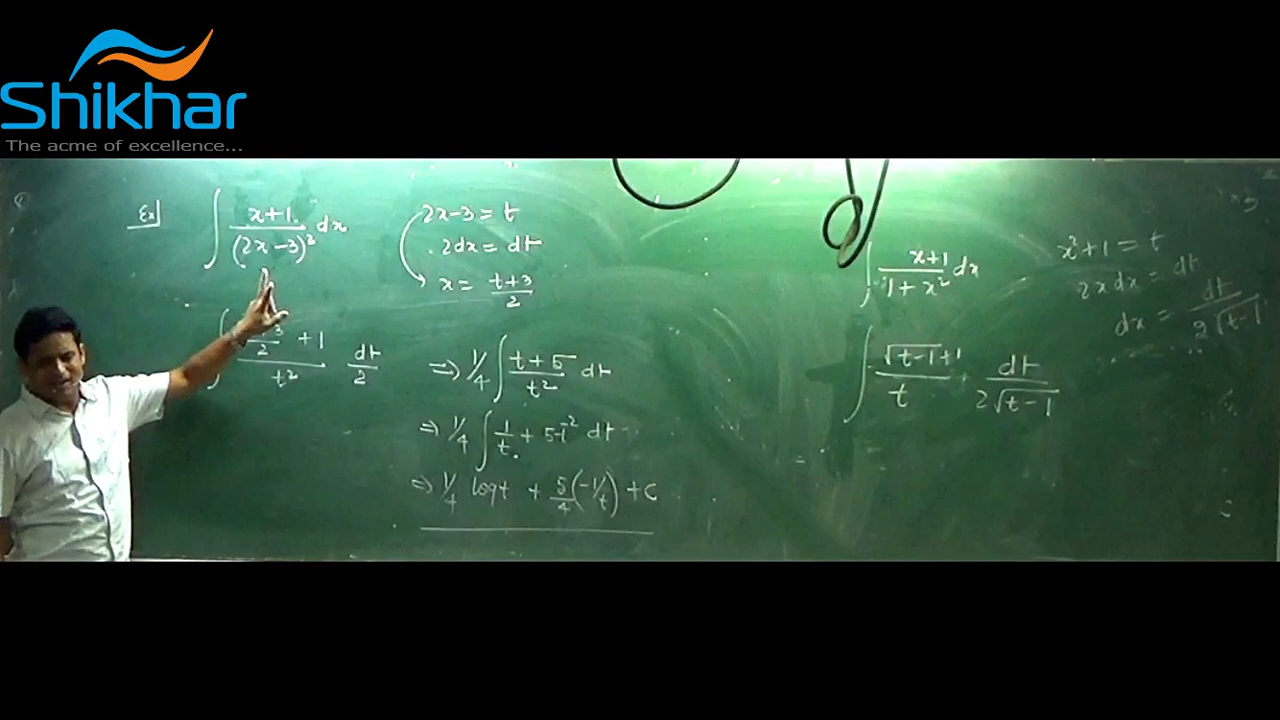 Shikhar
The acme of excellence...
Ex] ∫ x+1 / (2x-3)² dx
2x-3 = t
2dx = dt
x = t+3 / 2
3/2 + 1 / t² dt/2
⇒ 1/4 ∫ t+5 / t² dt
⇒ 1/4 ∫ 1/t + 5t⁻² dt
⇒ 1/4 log t + 5/4 (-1/t) + C
∫ x+1 / 1+x² dx
x²+1 = t
2x dx = dt
dx = dt / 2√t-1
∫ √t-1+1 / t · dt / 2√t-1
=